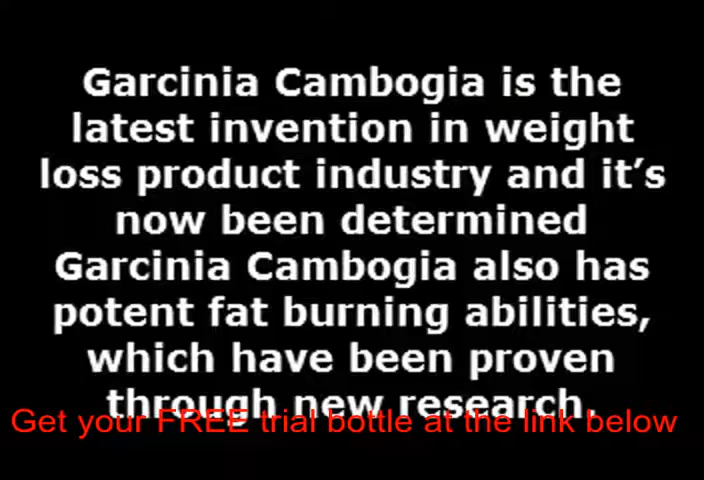 Garcinia Cambogia is the
latest invention in weight
loss product industry and it’s
now been determined
Garcinia Cambogia also has
potent fat burning abilities,
which have been proven
through new research.
Get your FREE trial bottle at the link below